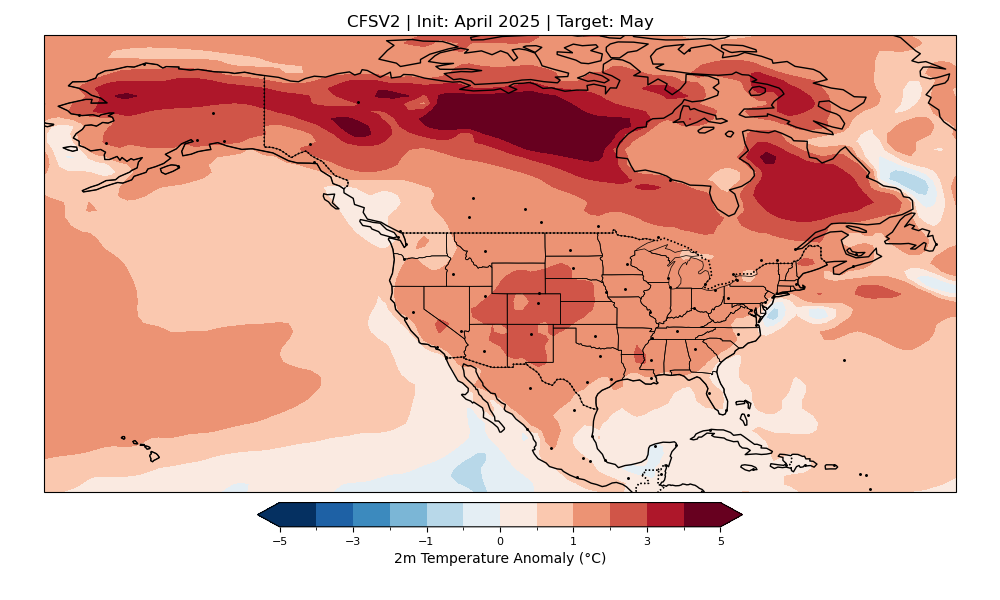 CFSV2 | Init: April 2025 | Target: May
−5 −3 −1 0 1 3 5
2m Temperature Anomaly (°C)